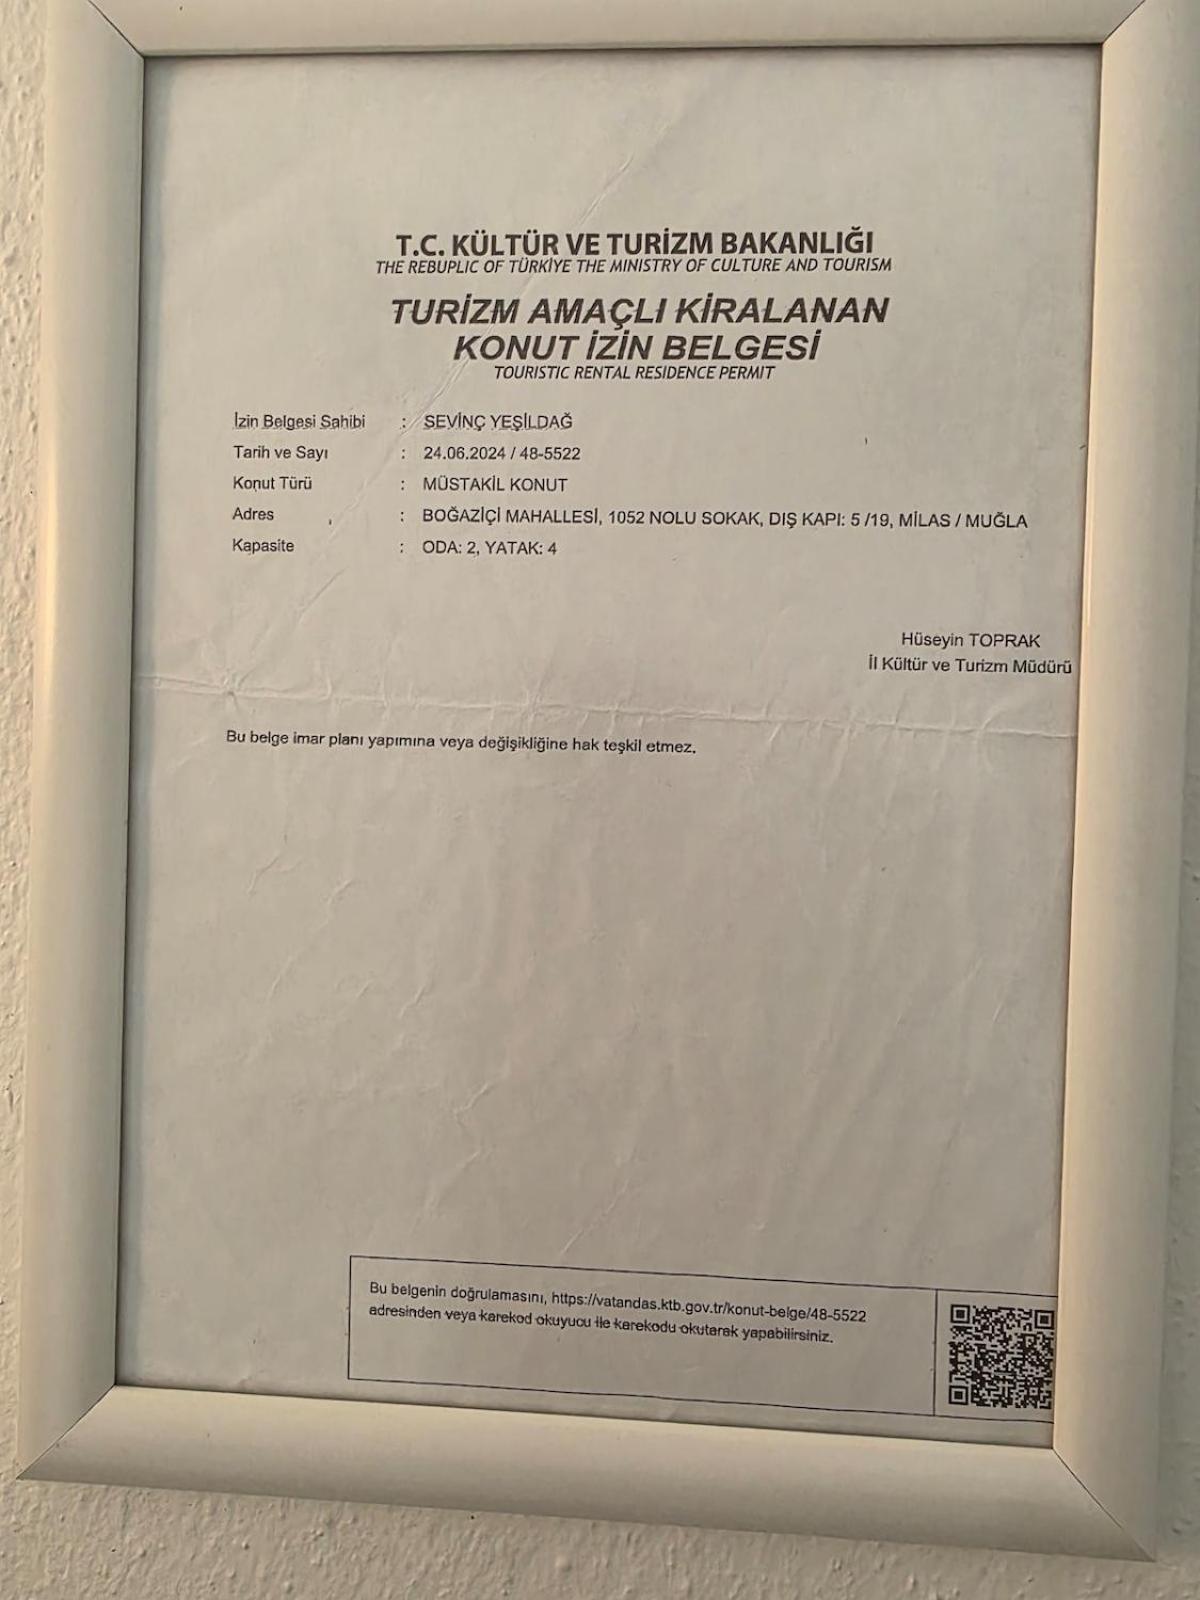 T.C. KÜLTÜR VE TURİZM BAKANLIĞI
THE REBUPLIC OF TÜRKİYE THE MINISTRY OF CULTURE AND TOURISM
TURİZM AMAÇLI KİRALANAN
KONUT İZİN BELGESİ
TOURISTIC RENTAL RESIDENCE PERMIT
İzin Belgesi Sahibi : SEVİNÇ YEŞİLDAĞ
Tarih ve Sayı : 24.06.2024 / 48-5522
Konut Türü : MÜSTAKİL KONUT
Adres : BOĞAZİÇİ MAHALLESİ, 1052 NOLU SOKAK, DIŞ KAPI: 5 /19, MİLAS / MUĞLA
Kapasite : ODA: 2, YATAK: 4
Hüseyin TOPRAK
İl Kültür ve Turizm Müdürü
Bu belge imar planı yapımına veya değişikliğine hak teşkil etmez.
Bu belgenin doğrulamasını, https://vatandas.ktb.gov.tr/konut-belge/48-5522
adresinden veya karekod okuyucu ile karekodu okutarak yapabilirsiniz.